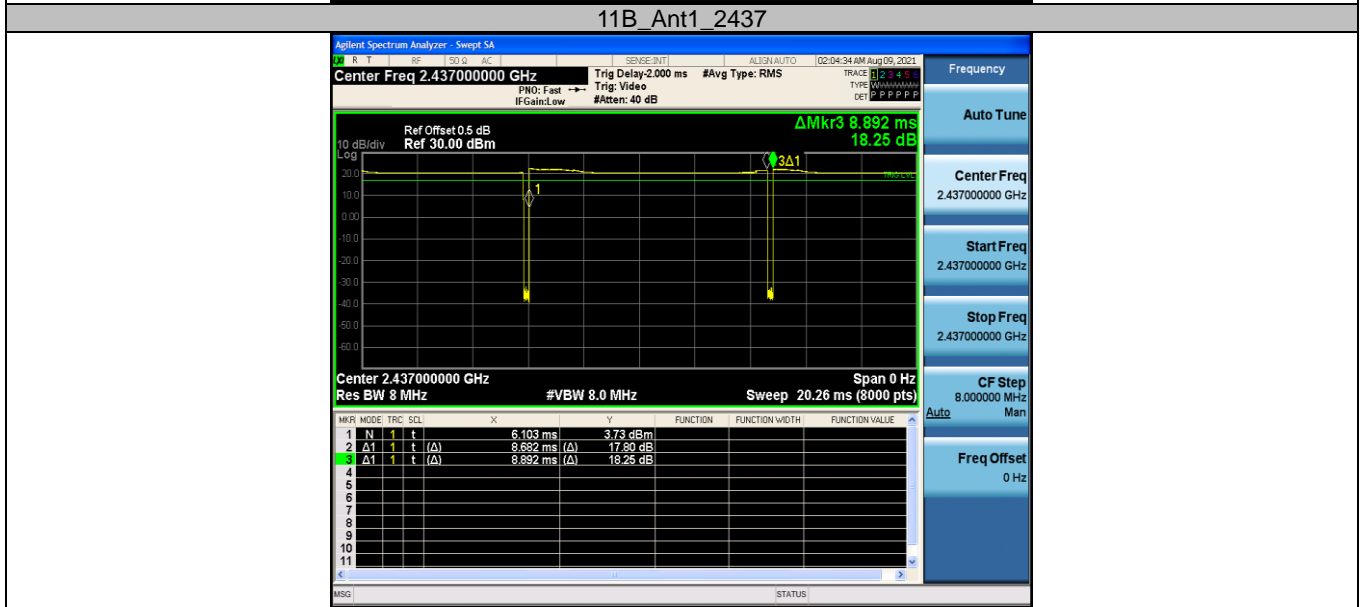 11B_Ant1_2437
Agilent Spectrum Analyzer - Swept SA
R T RF 50 Ω AC SENSE:INT ALIGN AUTO 02:04:34 AM Aug 09, 2021
Center Freq 2.437000000 GHz
Trig Delay-2.000 ms #Avg Type: RMS
TRACE 1 2 3 4 5 6
PNO: Fast Trig: Video
TYPE
IFGain:Low #Atten: 40 dB
DET P P P P P P
Frequency
Auto Tune
Center Freq
2.437000000 GHz
Start Freq
2.437000000 GHz
Stop Freq
2.437000000 GHz
CF Step
8.000000 MHz
Auto Man
Freq Offset
0 Hz
ΔMkr3 8.892 ms
18.25 dB
Ref Offset 0.5 dB
10 dB/div Ref 30.00 dBm
Log
20.0
10.0
0.00
-10.0
-20.0
-30.0
-40.0
-50.0
-60.0
3Δ1
TRIG LVL
1
Center 2.437000000 GHz Span 0 Hz
Res BW 8 MHz #VBW 8.0 MHz Sweep 20.26 ms (8000 pts)
MKR MODE TRC SCL X Y FUNCTION FUNCTION WIDTH FUNCTION VALUE
1 N 1 t 6.103 ms 3.73 dBm
2 Δ1 1 t (Δ) 8.682 ms (Δ) 17.80 dB
3 Δ1 1 t (Δ) 8.892 ms (Δ) 18.25 dB
4
5
6
7
8
9
10
11
MSG STATUS